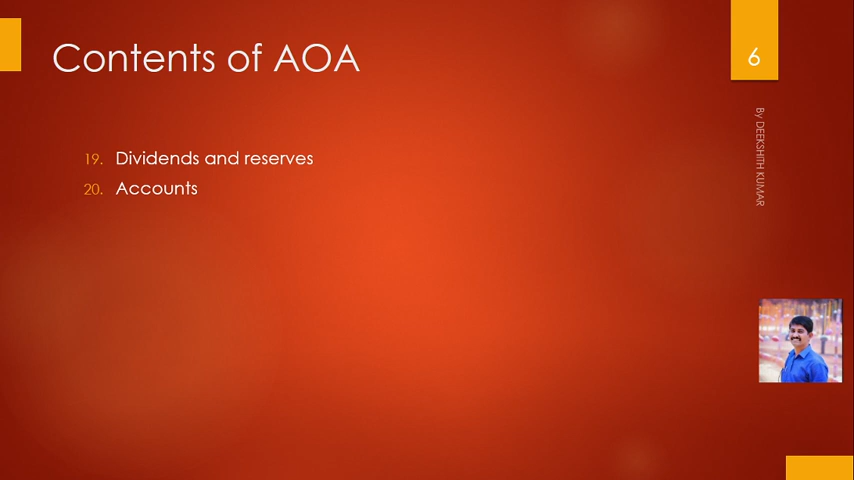 Contents of AOA
6
19. Dividends and reserves
20. Accounts
By DEEKSHITH KUMAR